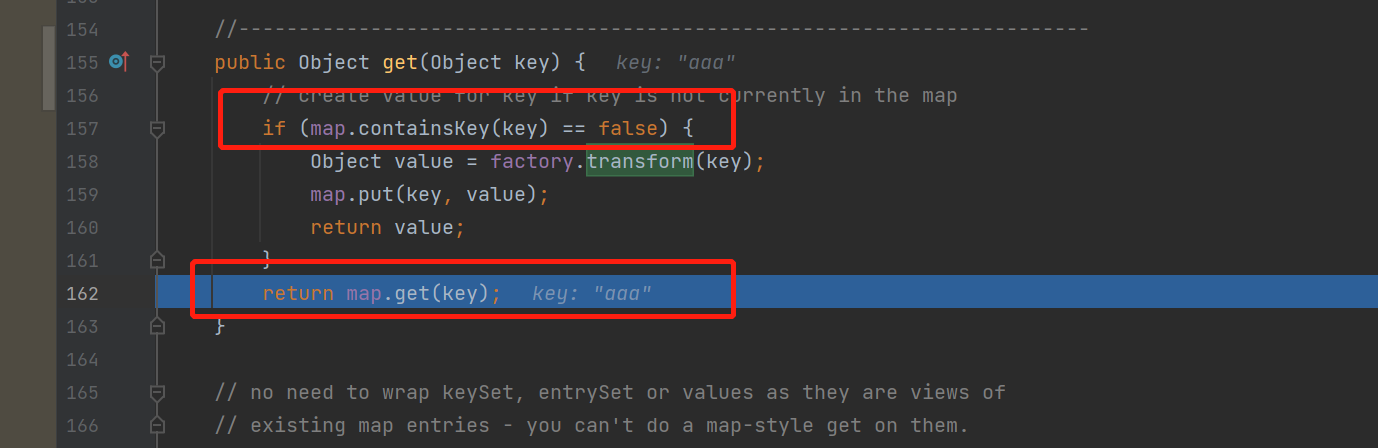 154 //-----------------------------------------------------------------------
155 public Object get(Object key) { key: "aaa"
156 // create value for key if key is not currently in the map
157 if (map.containsKey(key) == false) {
158 Object value = factory.transform(key);
159 map.put(key, value);
160 return value;
161 }
162 return map.get(key); key: "aaa"
163 }
164
165 // no need to wrap keySet, entrySet or values as they are views of
166 // existing map entries - you can't do a map-style get on them.